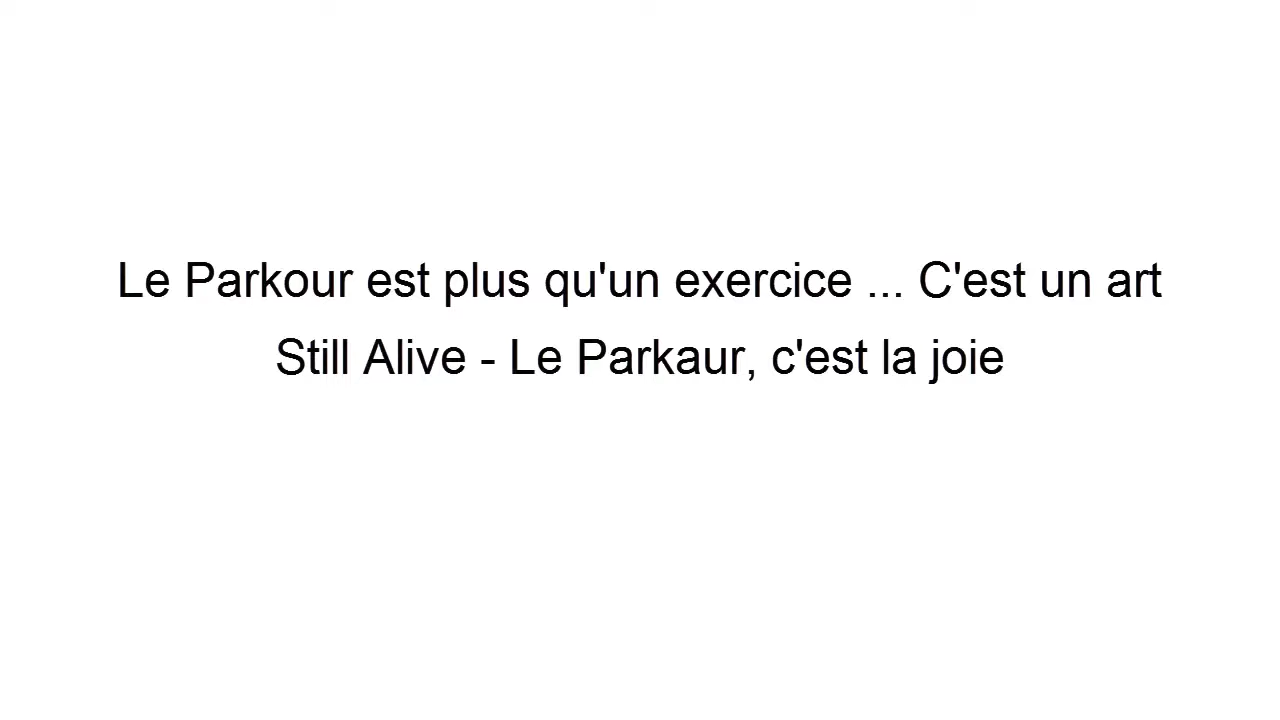 Le Parkour est plus qu'un exercice ... C'est un art
Still Alive - Le Parkaur, c'est la joie